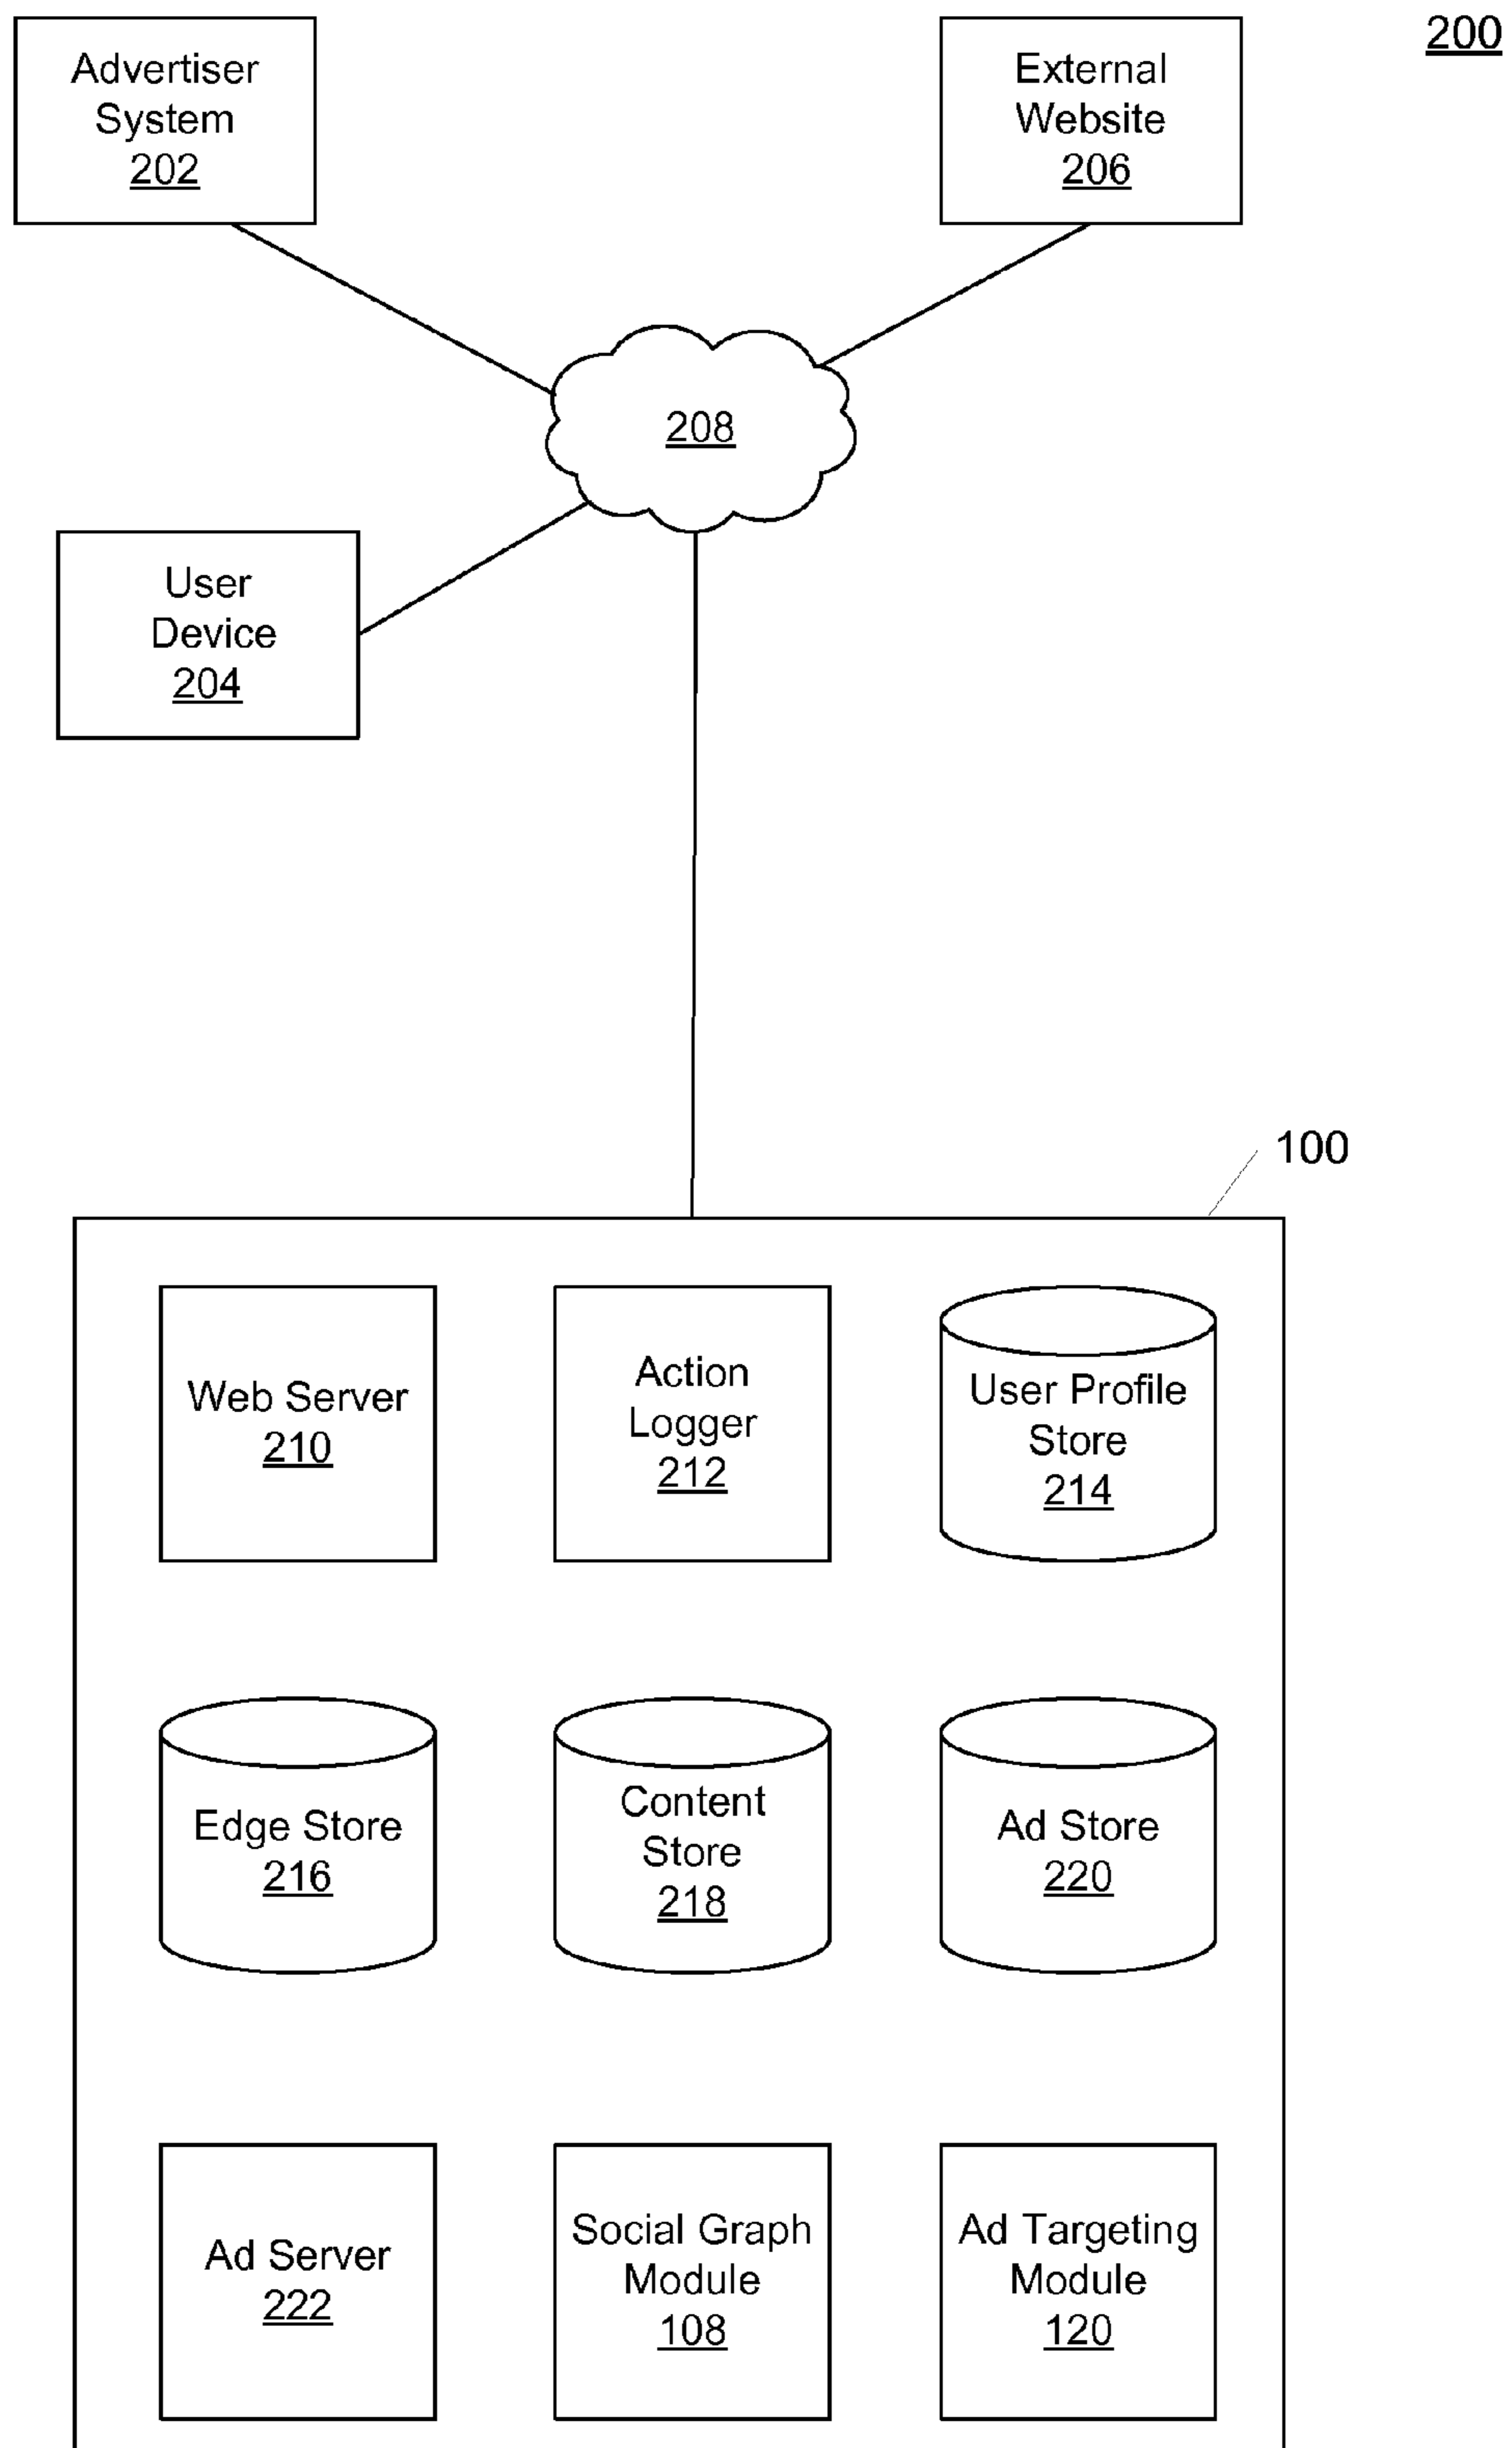 200
Advertiser
System
202
External
Website
206
208
User
Device
204
100
Web Server
210
Action
Logger
212
User Profile
Store
214
Edge Store
216
Content
Store
218
Ad Store
220
Ad Server
222
Social Graph
Module
108
Ad Targeting
Module
120